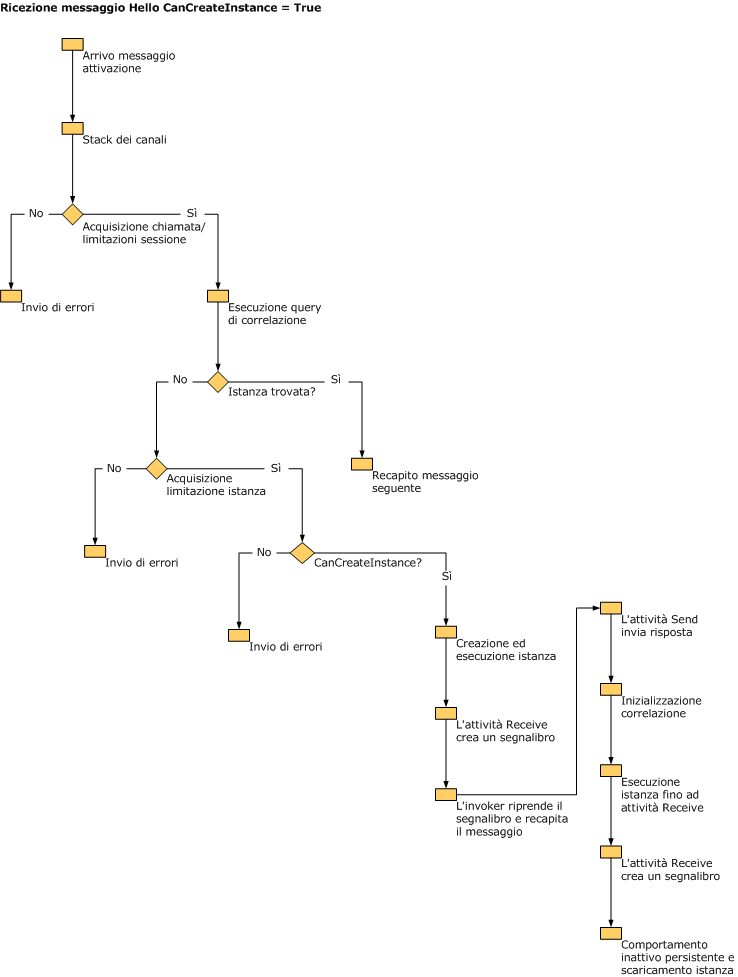 Ricezione messaggio Hello CanCreateInstance = True
Arrivo messaggio
attivazione
Stack dei canali
No
Sì
Acquisizione chiamata/
limitazioni sessione
Invio di errori
Esecuzione query
di correlazione
No
Sì
Istanza trovata?
No
Sì
Acquisizione
limitazione istanza
Recapito messaggio
seguente
Invio di errori
No
CanCreateInstance?
Sì
Invio di errori
Creazione ed
esecuzione istanza
L'attività Receive
crea un segnalibro
L'invoker riprende il
segnalibro e recapita
il messaggio
L'attività Send
invia risposta
Inizializzazione
correlazione
Esecuzione
istanza fino ad
attività Receive
L'attività Receive
crea un segnalibro
Comportamento
inattivo persistente e
scaricamento istanza